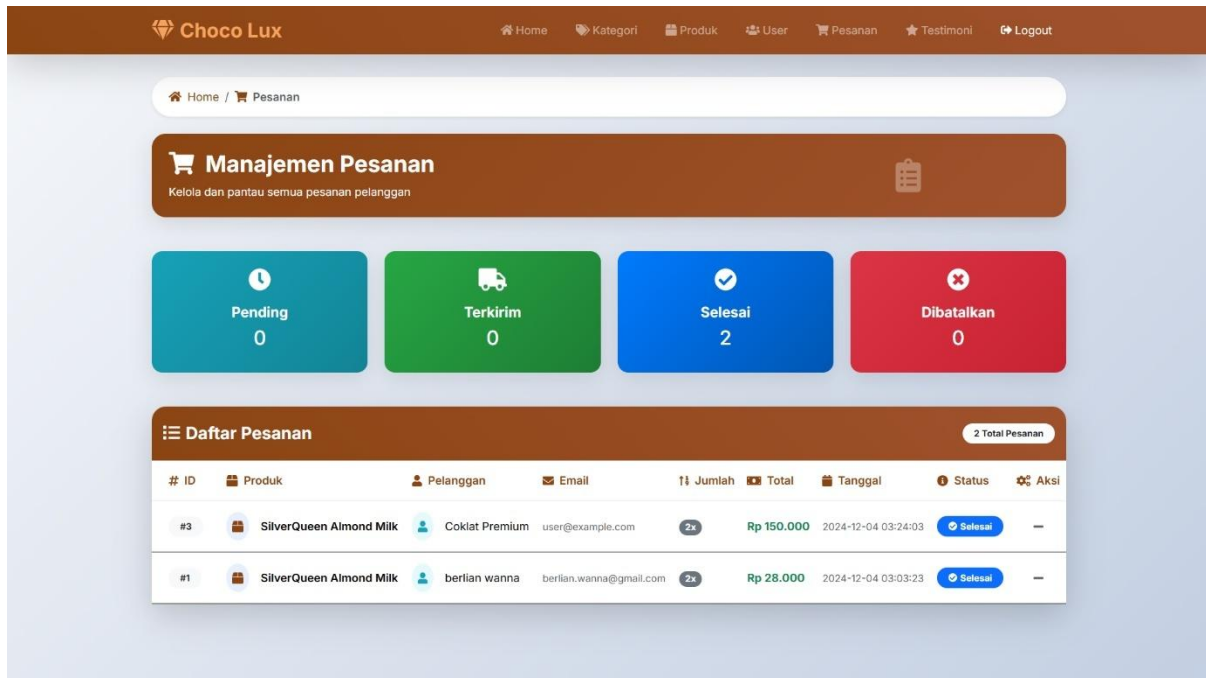 Choco Lux Home Kategori Produk User Pesanan Testimoni Logout
Home / Pesanan
Manajemen Pesanan
Kelola dan pantau semua pesanan pelanggan
Pending Terkirim Selesai Dibatalkan
0 0 2 0
Daftar Pesanan 2 Total Pesanan
# ID Produk Pelanggan Email Jumlah Total Tanggal Status Aksi
#3 SilverQueen Almond Milk Coklat Premium user@example.com 2x Rp 150.000 2024-12-04 03:24:03 Selesai –
#1 SilverQueen Almond Milk berlian wanna berlian.wanna@gmail.com 2x Rp 28.000 2024-12-04 03:03:23 Selesai –